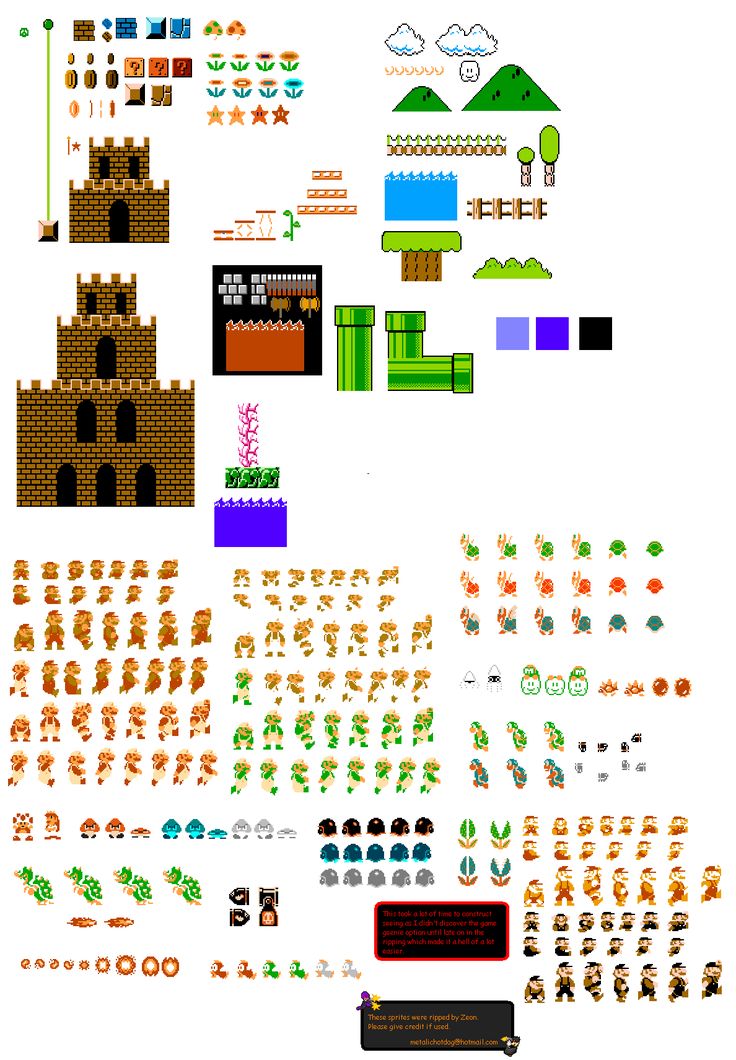 This took a lot of time to construct
seeing as I didn't discover the game
gsenie option until late on in the
ripping which made it a hell of a lot
easier.
These sprites were ripped by Zeon.
Please give credit if used.
metalichotdog@hotmail.com